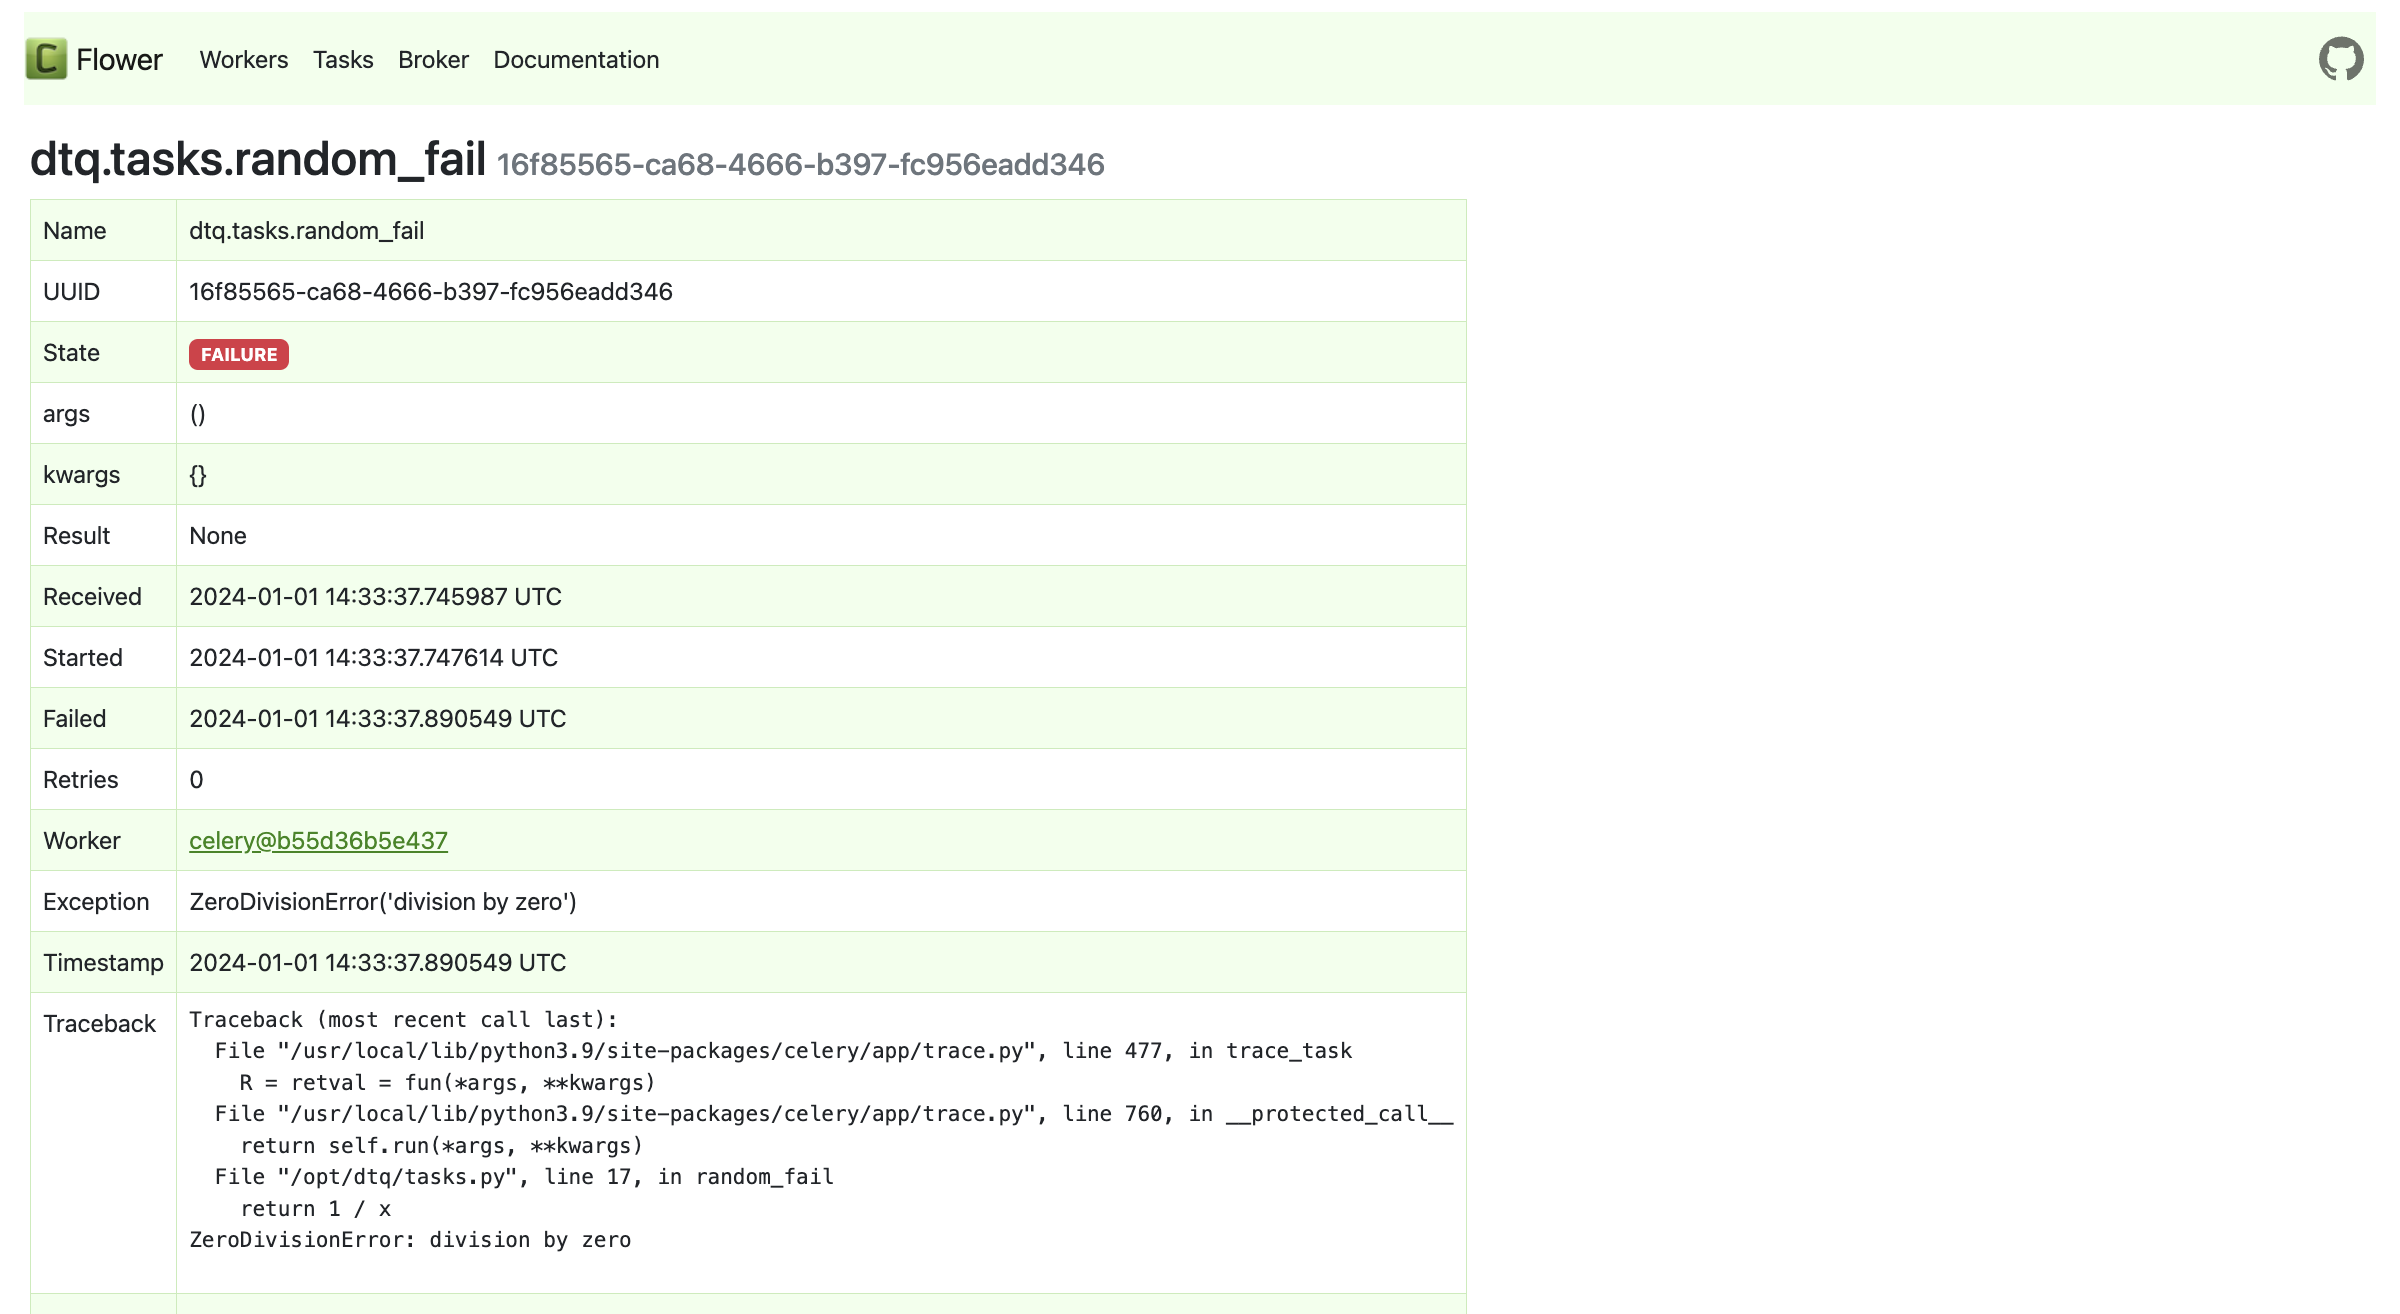 Flower Workers Tasks Broker Documentation
dtq.tasks.random_fail 16f85565-ca68-4666-b397-fc956eadd346
Name dtq.tasks.random_fail
UUID 16f85565-ca68-4666-b397-fc956eadd346
State FAILURE
args ()
kwargs {}
Result None
Received 2024-01-01 14:33:37.745987 UTC
Started 2024-01-01 14:33:37.747614 UTC
Failed 2024-01-01 14:33:37.890549 UTC
Retries 0
Worker celery@b55d36b5e437
Exception ZeroDivisionError('division by zero')
Timestamp 2024-01-01 14:33:37.890549 UTC
Traceback Traceback (most recent call last):
File "/usr/local/lib/python3.9/site-packages/celery/app/trace.py", line 477, in trace_task
R = retval = fun(*args, **kwargs)
File "/usr/local/lib/python3.9/site-packages/celery/app/trace.py", line 760, in __protected_call__
return self.run(*args, **kwargs)
File "/opt/dtq/tasks.py", line 17, in random_fail
return 1 / x
ZeroDivisionError: division by zero